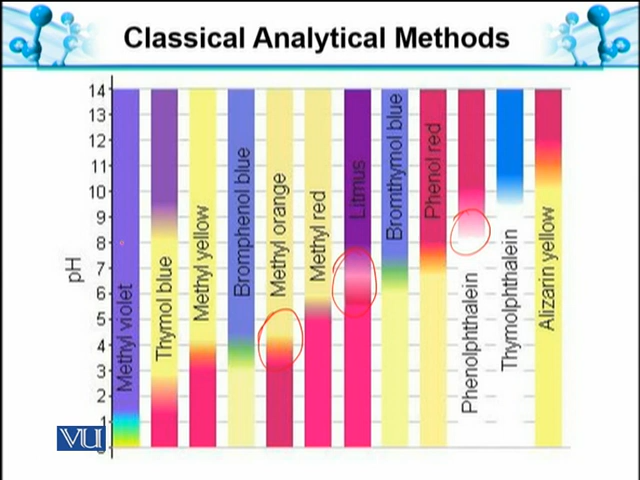 Classical Analytical Methods
14
13
12
11
10
9
8
7
6
5
4
3
2
1
pH
Methyl violet
Thymol blue
Methyl yellow
Bromphenol blue
Methyl orange
Methyl red
Litmus
Bromthymol blue
Phenol red
Phenolphthalein
Thymolphthalein
Alizarin yellow
VU